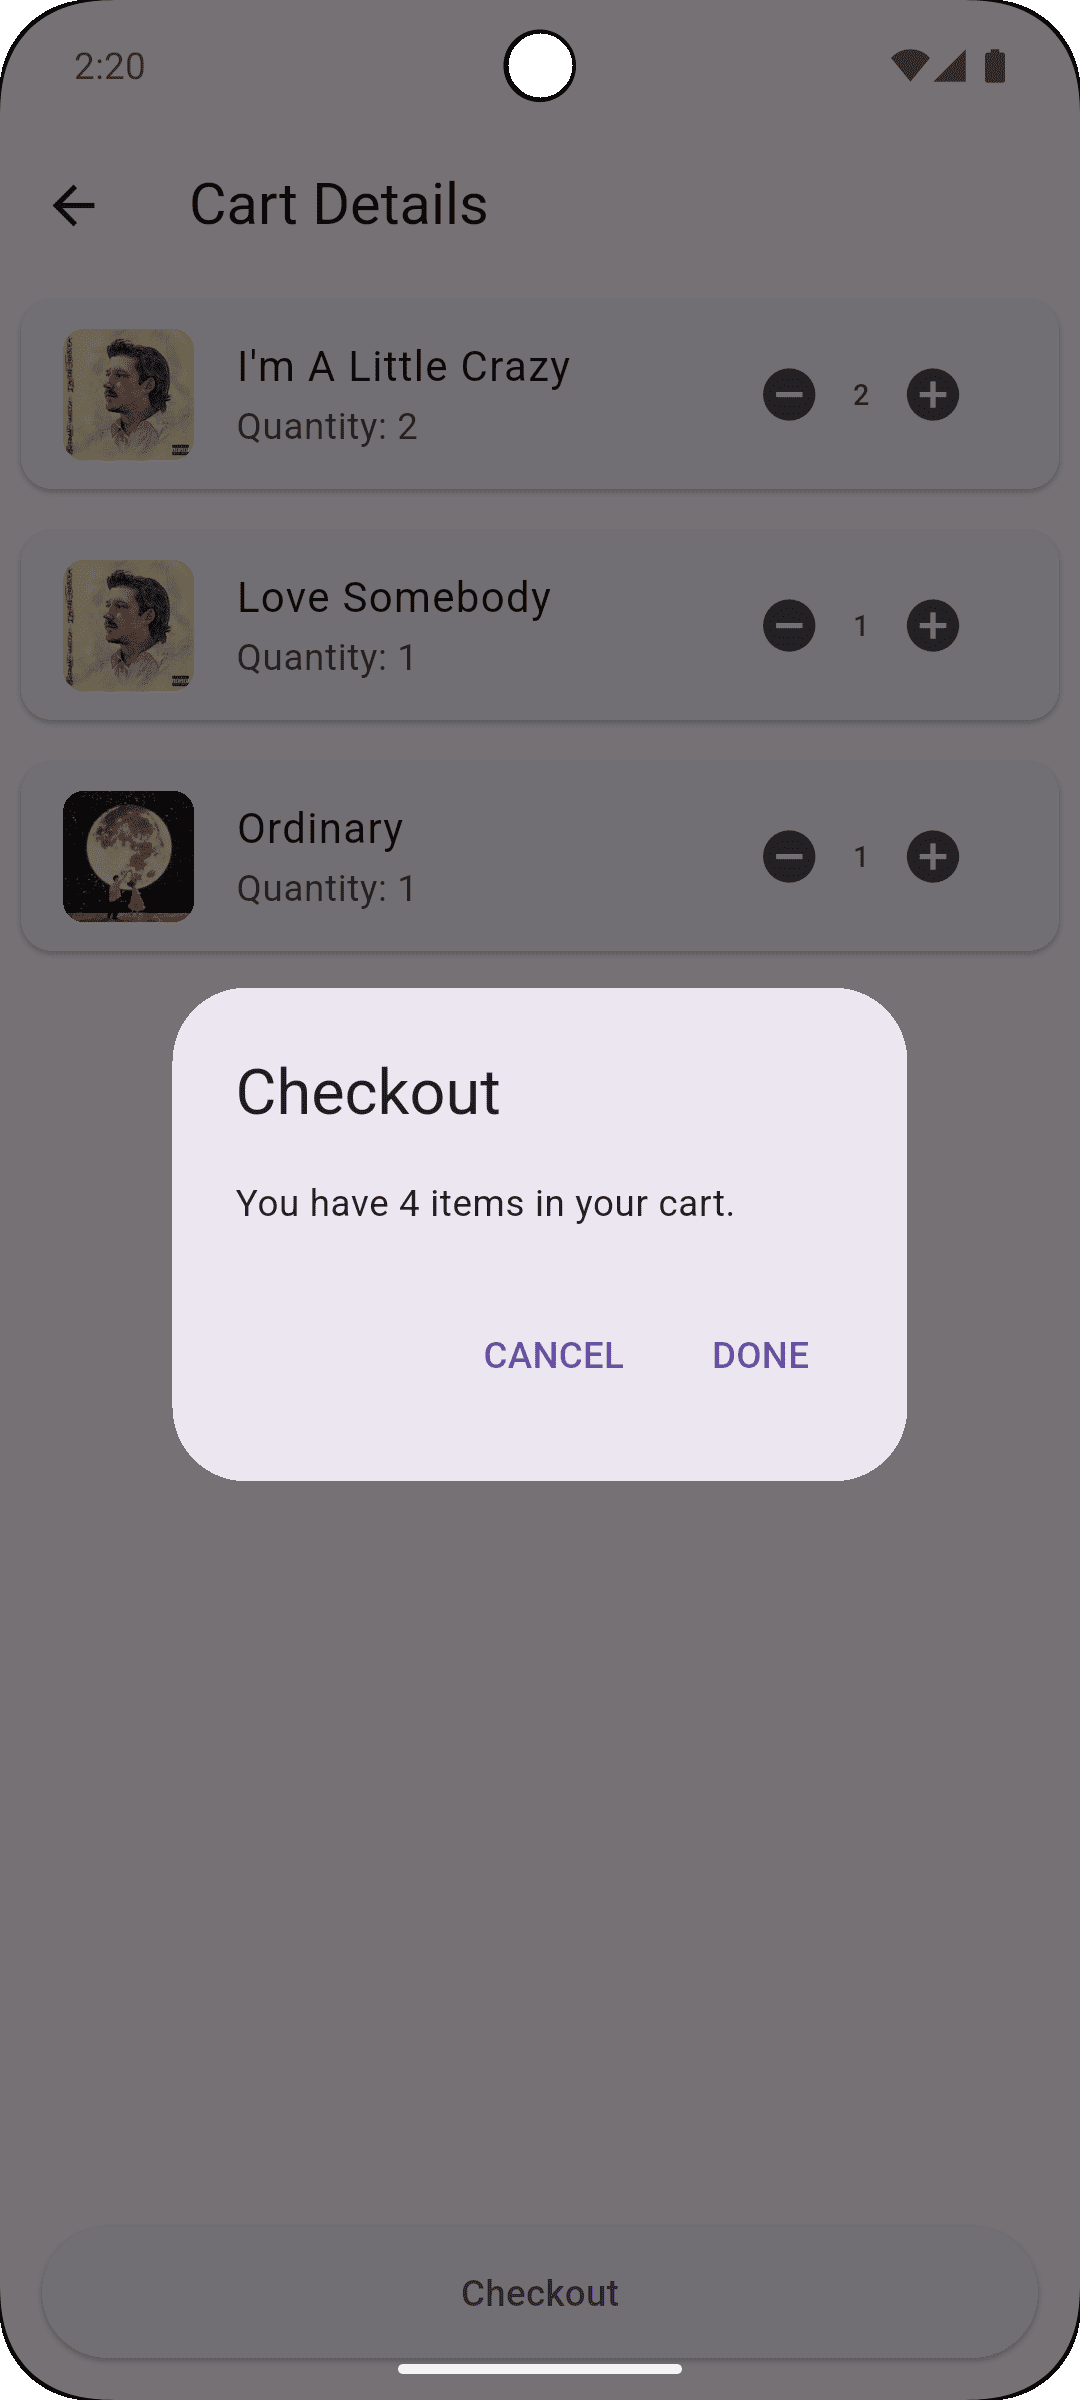 2:20
Cart Details
I'm A Little Crazy
Quantity: 2
2
Love Somebody
Quantity: 1
1
Ordinary
Quantity: 1
1
Checkout
You have 4 items in your cart.
CANCEL DONE
Checkout